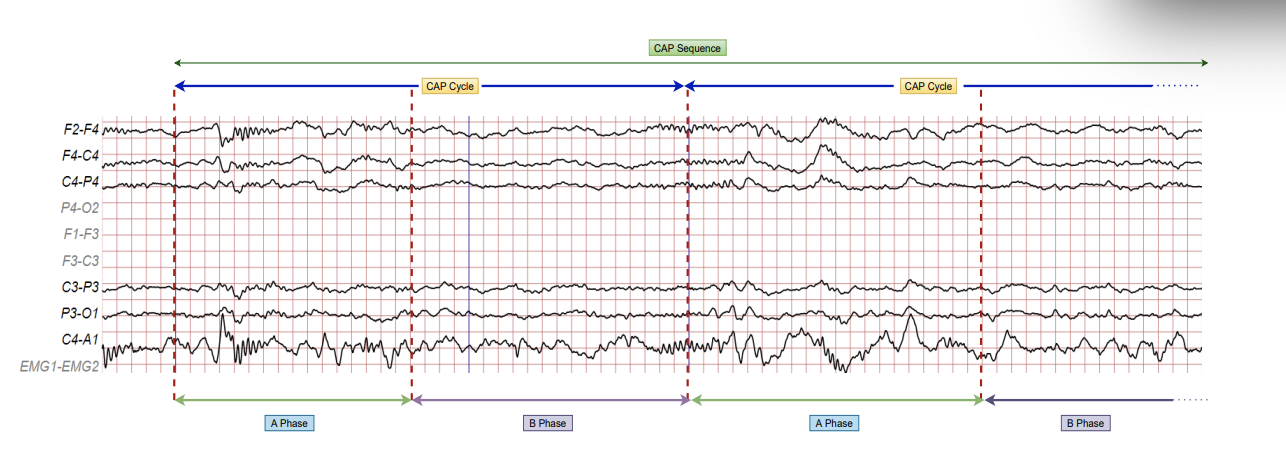 CAP Sequence
CAP Cycle CAP Cycle
F2-F4
F4-C4
C4-P4
P4-O2
F1-F3
F3-C3
C3-P3
P3-O1
C4-A1
EMG1-EMG2
A Phase B Phase A Phase B Phase